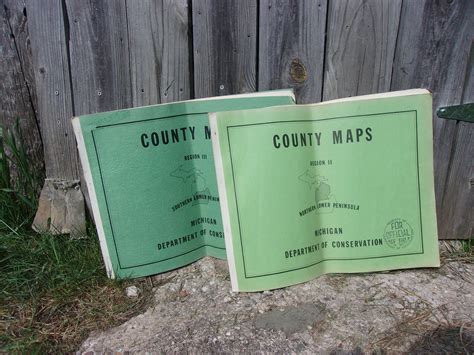 COUNTY MAPS
REGION III
SOUTHERN LOWER PENINSULA
MICHIGAN
DEPARTMENT OF CONSERVATION
COUNTY MAPS
REGION II
NORTHERN LOWER PENINSULA
MICHIGAN
DEPARTMENT OF CONSERVATION
FOR
OFFICIAL
USE ONLY